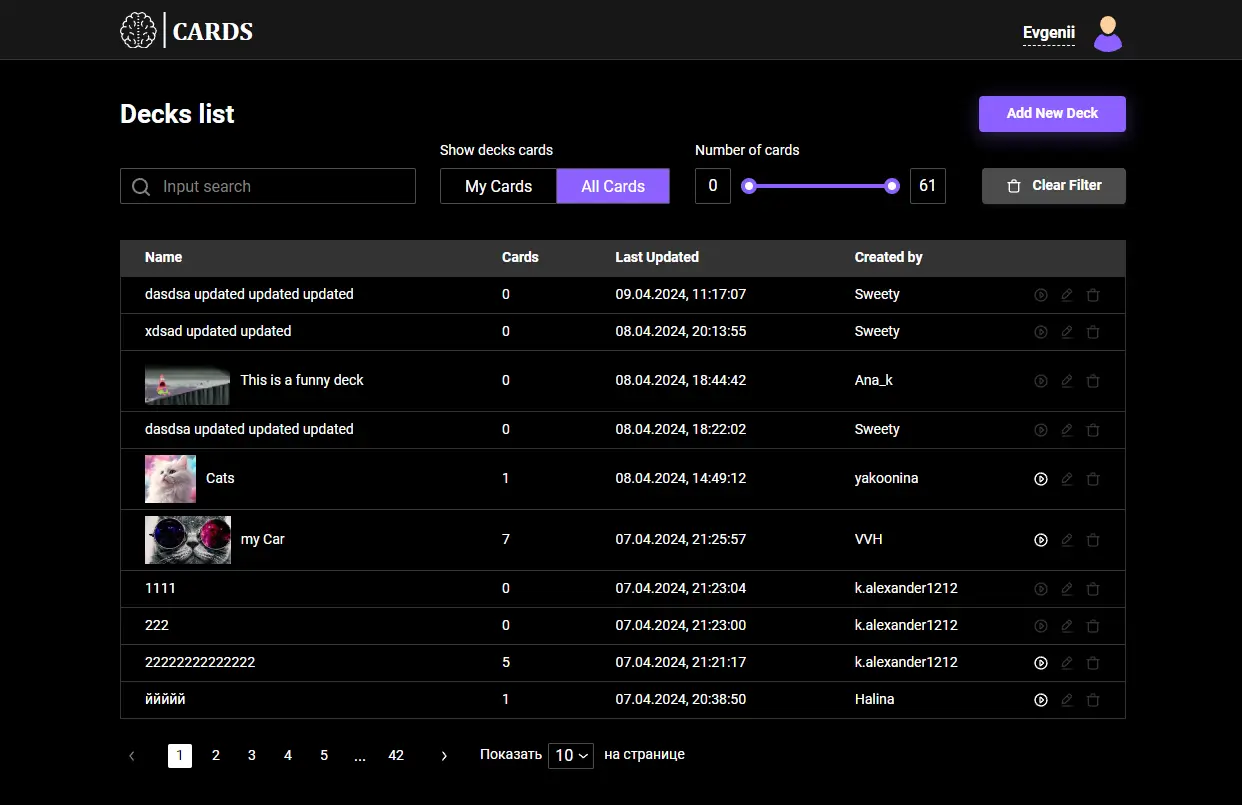 CARDS
Evgenii
Decks list
Add New Deck
Show decks cards
Number of cards
Input search
My Cards All Cards
0 61
Clear Filter
Name Cards Last Updated Created by
dasdsa updated updated updated 0 09.04.2024, 11:17:07 Sweety
xdsad updated updated 0 08.04.2024, 20:13:55 Sweety
This is a funny deck 0 08.04.2024, 18:44:42 Ana_k
dasdsa updated updated updated 0 08.04.2024, 18:22:02 Sweety
Cats 1 08.04.2024, 14:49:12 yakoonina
my Car 7 07.04.2024, 21:25:57 VVH
1111 0 07.04.2024, 21:23:04 k.alexander1212
222 0 07.04.2024, 21:23:00 k.alexander1212
22222222222222 5 07.04.2024, 21:21:17 k.alexander1212
ййййй 1 07.04.2024, 20:38:50 Halina
1 2 3 4 5 ... 42 Показать 10 на странице